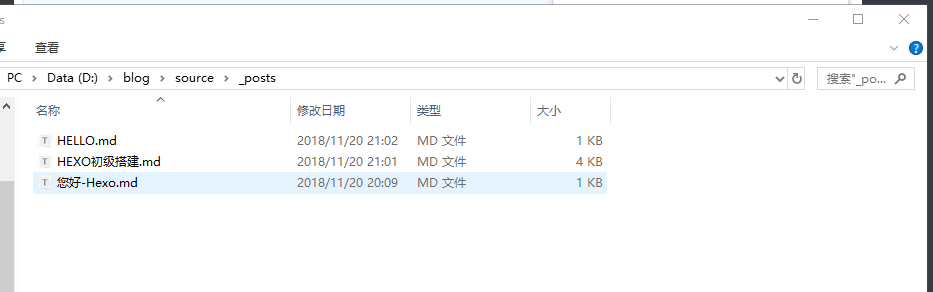 s
享 查看
PC > Data (D:) > blog > source > _posts 搜索"_po...
名称 修改日期 类型 大小
HELLO.md 2018/11/20 21:02 MD 文件 1 KB
HEXO初级搭建.md 2018/11/20 21:01 MD 文件 4 KB
您好-Hexo.md 2018/11/20 20:09 MD 文件 1 KB